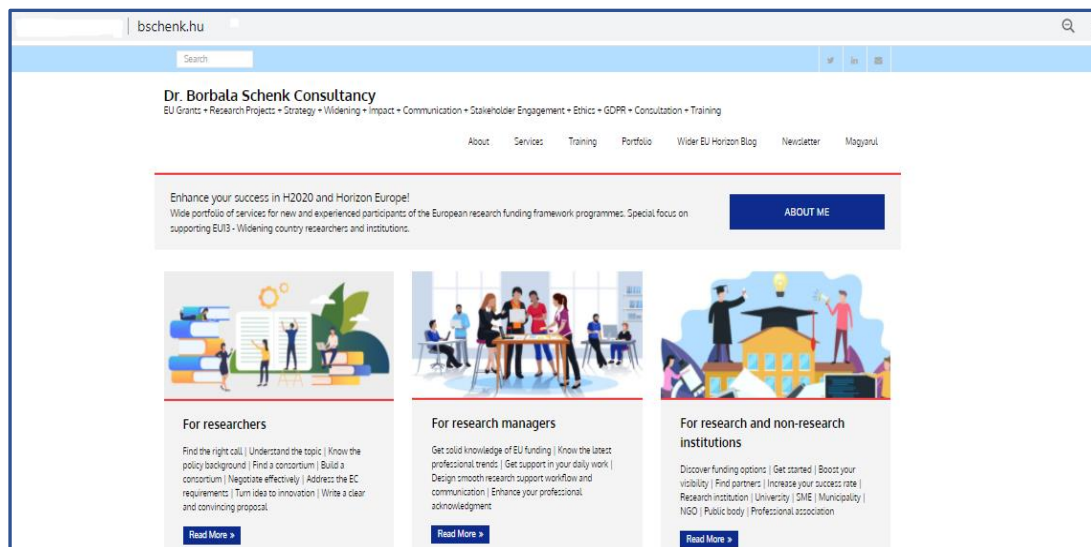 bschenk.hu
Search
Dr. Borbala Schenk Consultancy
EU Grants + Research Projects + Strategy + Widening + Impact + Communication + Stakeholder Engagement + Ethics + GDPR + Consultation + Training
About Services Training Portfolio Wider EU Horizon Blog Newsletter Magyarul
Enhance your success in H2020 and Horizon Europe!
Wide portfolio of services for new and experienced participants of the European research funding framework programmes. Special focus on
supporting EU13 - Widening country researchers and institutions.
ABOUT ME
For researchers
Find the right call | Understand the topic | Know the
policy background | Find a consortium | Build a
consortium | Negotiate effectively | Address the EC
requirements | Turn idea to innovation | Write a clear
and convincing proposal
Read More »
For research managers
Get solid knowledge of EU funding | Know the latest
professional trends | Get support in your daily work |
Design smooth research support workflow and
communication | Enhance your professional
acknowledgment
Read More »
For research and non-research
institutions
Discover funding options | Get started | Boost your
visibility | Find partners | Increase your success rate |
Research institution | University | SME | Municipality |
NGO | Public body | Professional association
Read More »